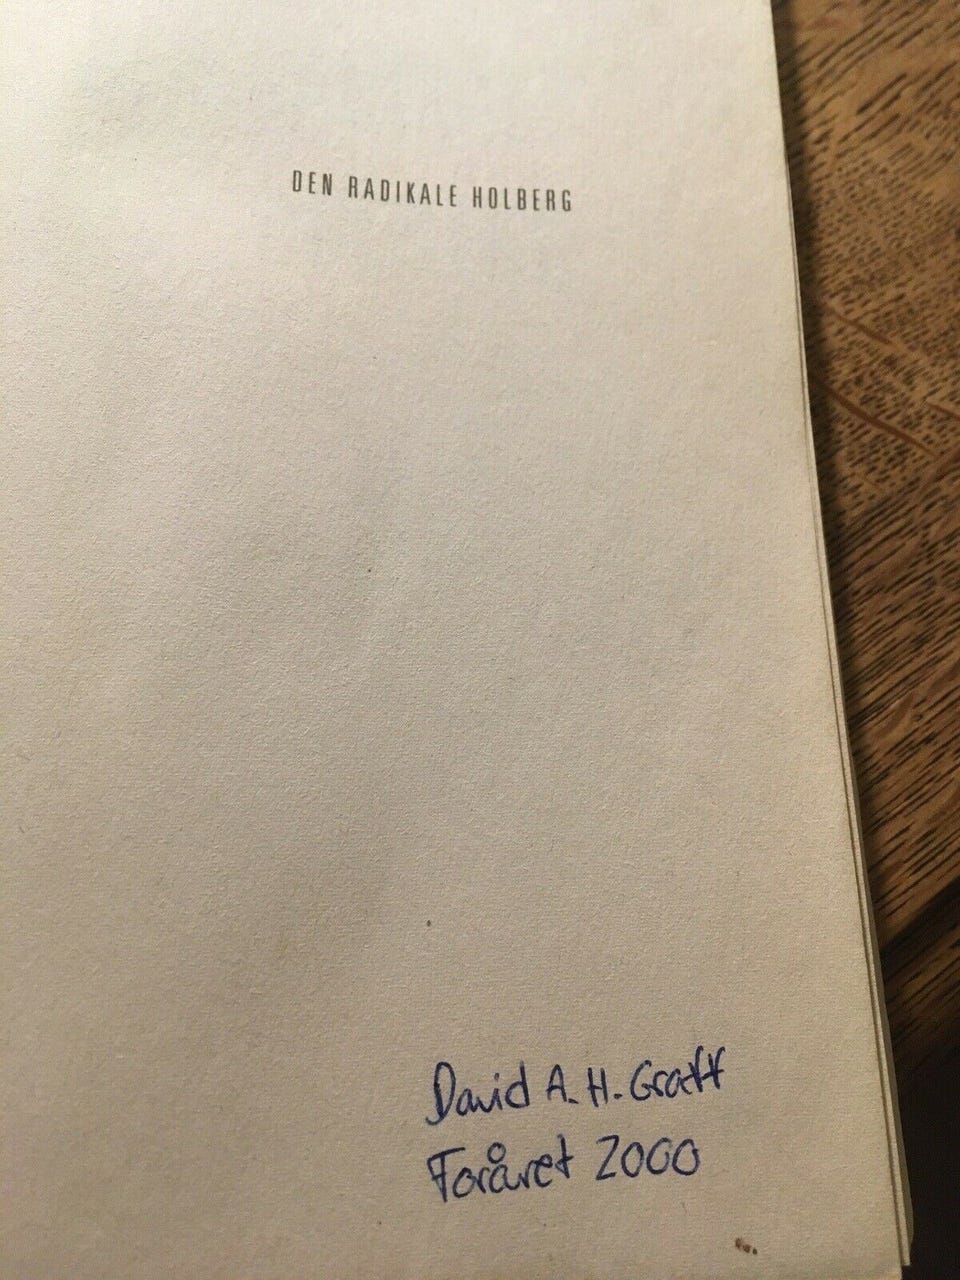 DEN RADIKALE HOLBERG
David A. H. Graff
Foråret 2000